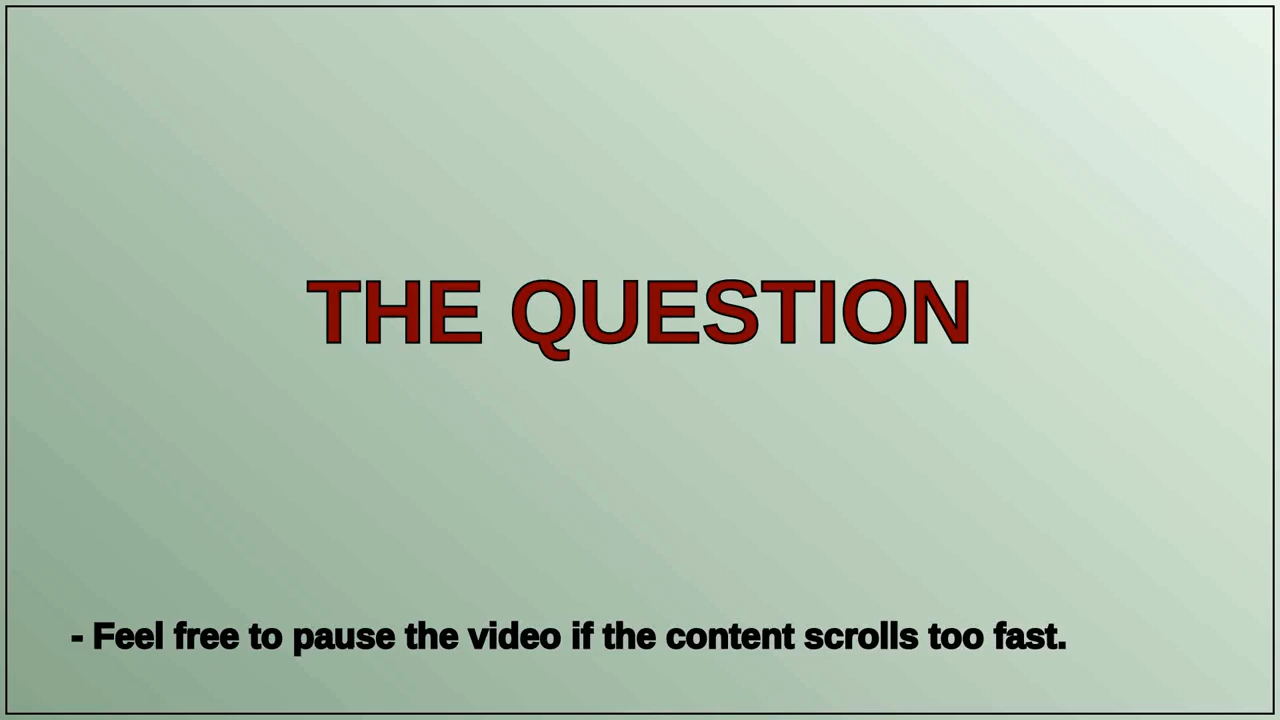 THE QUESTION
- Feel free to pause the video if the content scrolls too fast.